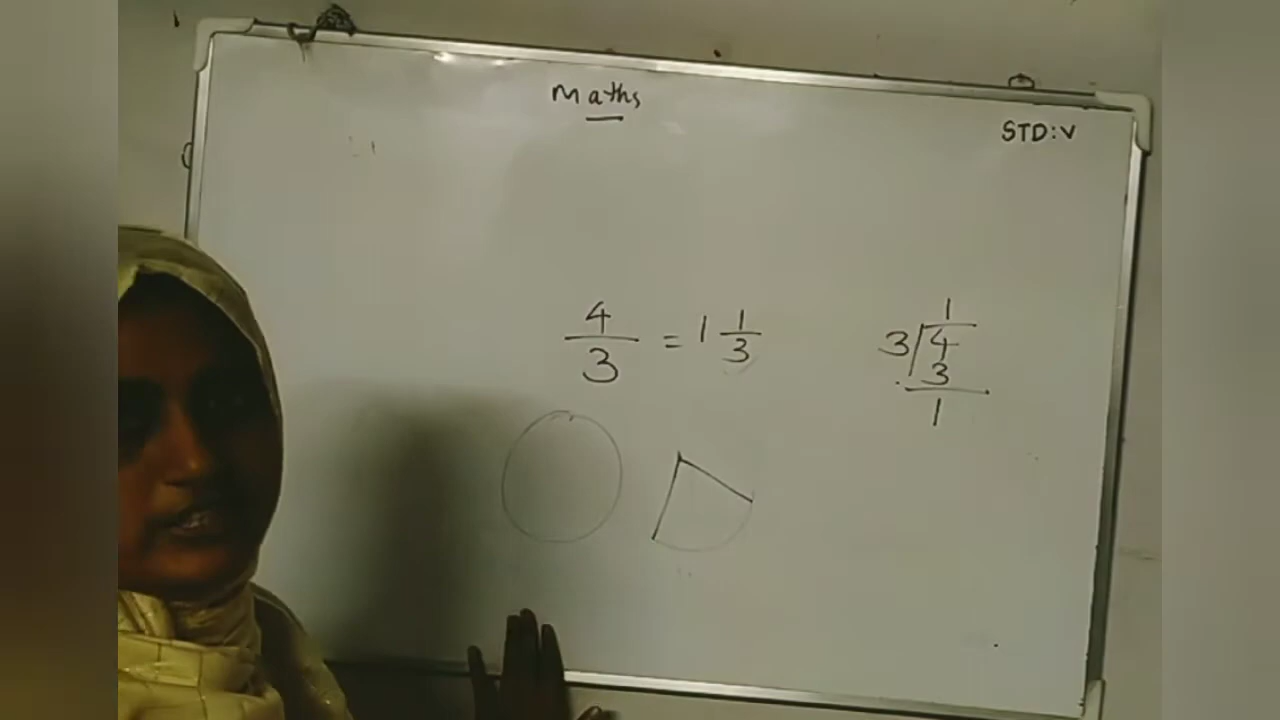 Maths
STD: V
4/3 = 1 1/3
1
3)4
3
1